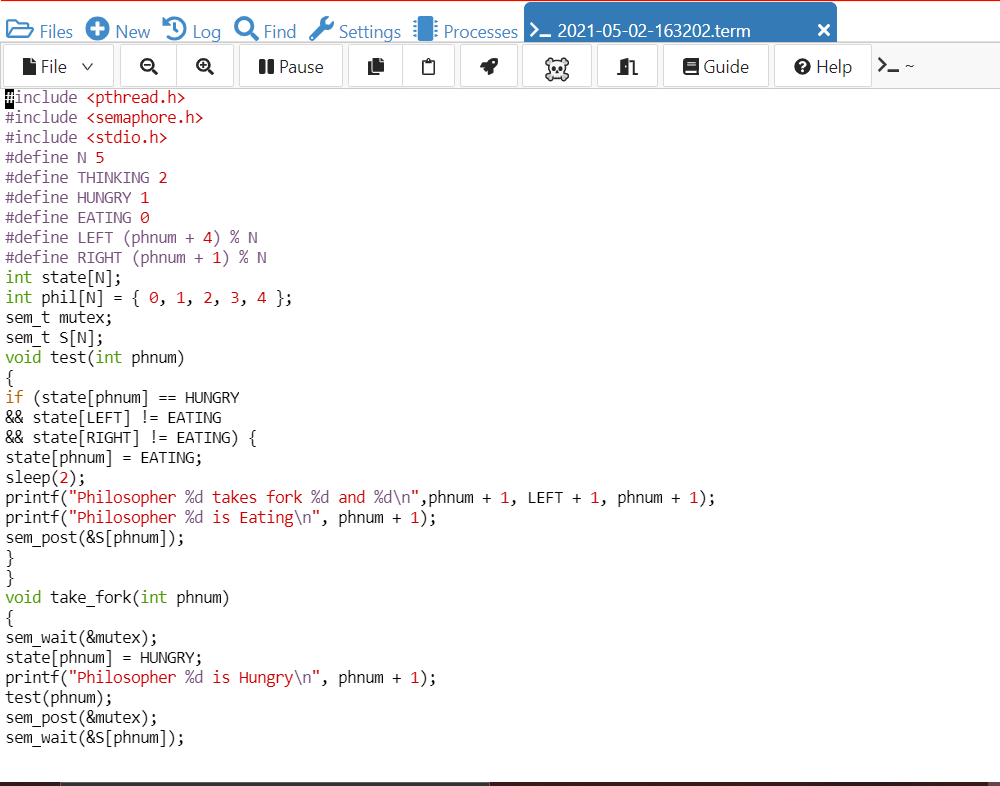 Files New Log Find Settings Processes >_ 2021-05-02-163202.term ×
File Pause Guide Help >_ ~
#include <pthread.h>
#include <semaphore.h>
#include <stdio.h>
#define N 5
#define THINKING 2
#define HUNGRY 1
#define EATING 0
#define LEFT (phnum + 4) % N
#define RIGHT (phnum + 1) % N
int state[N];
int phil[N] = { 0, 1, 2, 3, 4 };
sem_t mutex;
sem_t S[N];
void test(int phnum)
{
if (state[phnum] == HUNGRY
&& state[LEFT] != EATING
&& state[RIGHT] != EATING) {
state[phnum] = EATING;
sleep(2);
printf("Philosopher %d takes fork %d and %d\n",phnum + 1, LEFT + 1, phnum + 1);
printf("Philosopher %d is Eating\n", phnum + 1);
sem_post(&S[phnum]);
}
}
void take_fork(int phnum)
{
sem_wait(&mutex);
state[phnum] = HUNGRY;
printf("Philosopher %d is Hungry\n", phnum + 1);
test(phnum);
sem_post(&mutex);
sem_wait(&S[phnum]);